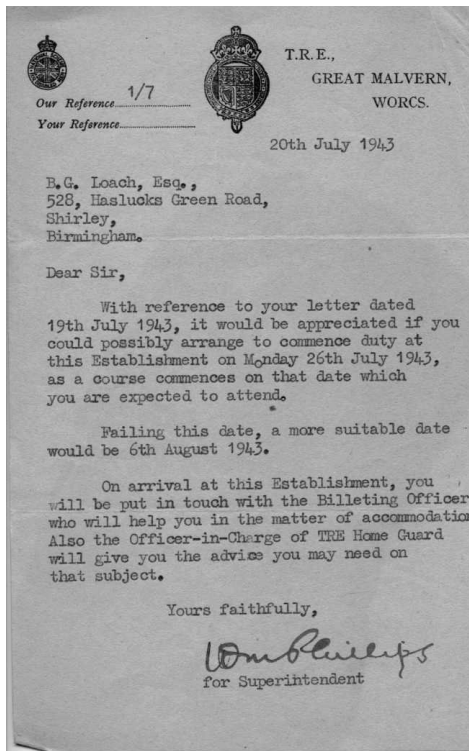 T.R.E.,
GREAT MALVERN,
WORCS.
Our Reference 1/7
Your Reference
20th July 1943
B.G. Loach, Esq.,
528, Haslucks Green Road,
Shirley,
Birmingham.
Dear Sir,
With reference to your letter dated
19th July 1943, it would be appreciated if you
could possibly arrange to commence duty at
this Establishment on Monday 26th July 1943,
as a course commences on that date which
you are expected to attend.
Failing this date, a more suitable date
would be 6th August 1943.
On arrival at this Establishment, you
will be put in touch with the Billeting Officer
who will help you in the matter of accommodation
Also the Officer-in-Charge of TRE Home Guard
will give you the advice you may need on
that subject.
Yours faithfully,
Wm Phillips
for Superintendent